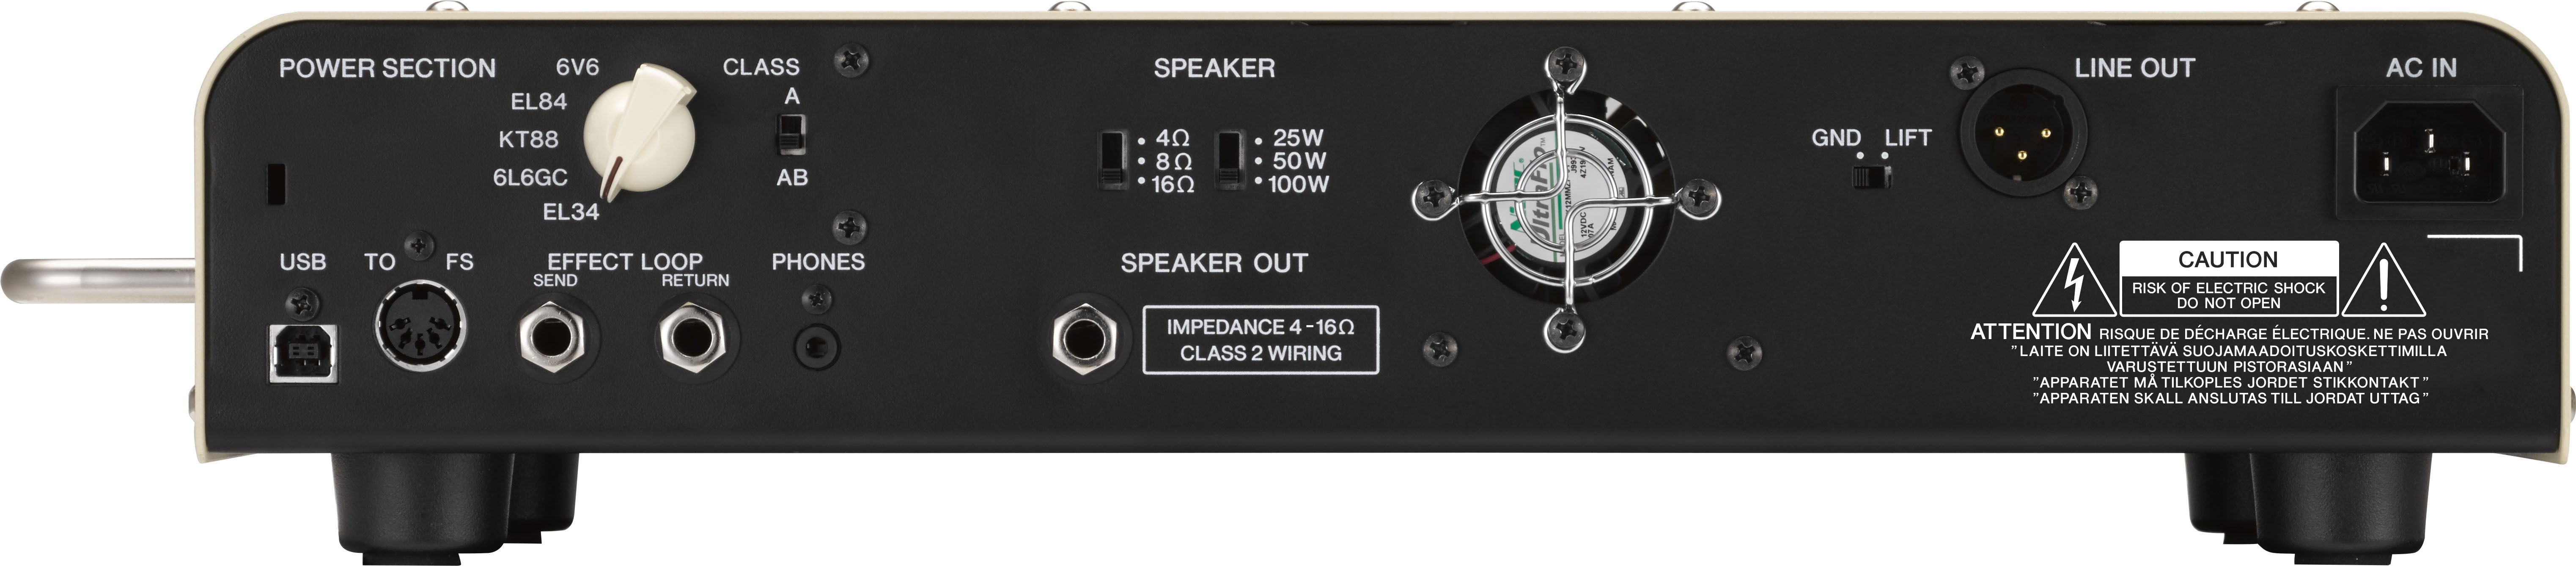 POWER SECTION
6V6
EL84
KT88
6L6GC
EL34
CLASS
A
AB
USB
TO FS
EFFECT LOOP
SEND RETURN
PHONES
SPEAKER
4Ω
8Ω
16Ω
25W
50W
100W
SPEAKER OUT
IMPEDANCE 4-16Ω
CLASS 2 WIRING
GND LIFT
LINE OUT
AC IN
CAUTION
RISK OF ELECTRIC SHOCK
DO NOT OPEN
ATTENTION RISQUE DE DÉCHARGE ÉLECTRIQUE. NE PAS OUVRIR
"LAITE ON LIITETTÄVÄ SUOJAMAADOITUSKOSKETTIMILLA
VARUSTETTUUN PISTORASIAAN"
"APPARATET MÅ TILKOPLES JORDET STIKKONTAKT"
"APPARATEN SKALL ANSLUTAS TILL JORDAT UTTAG"